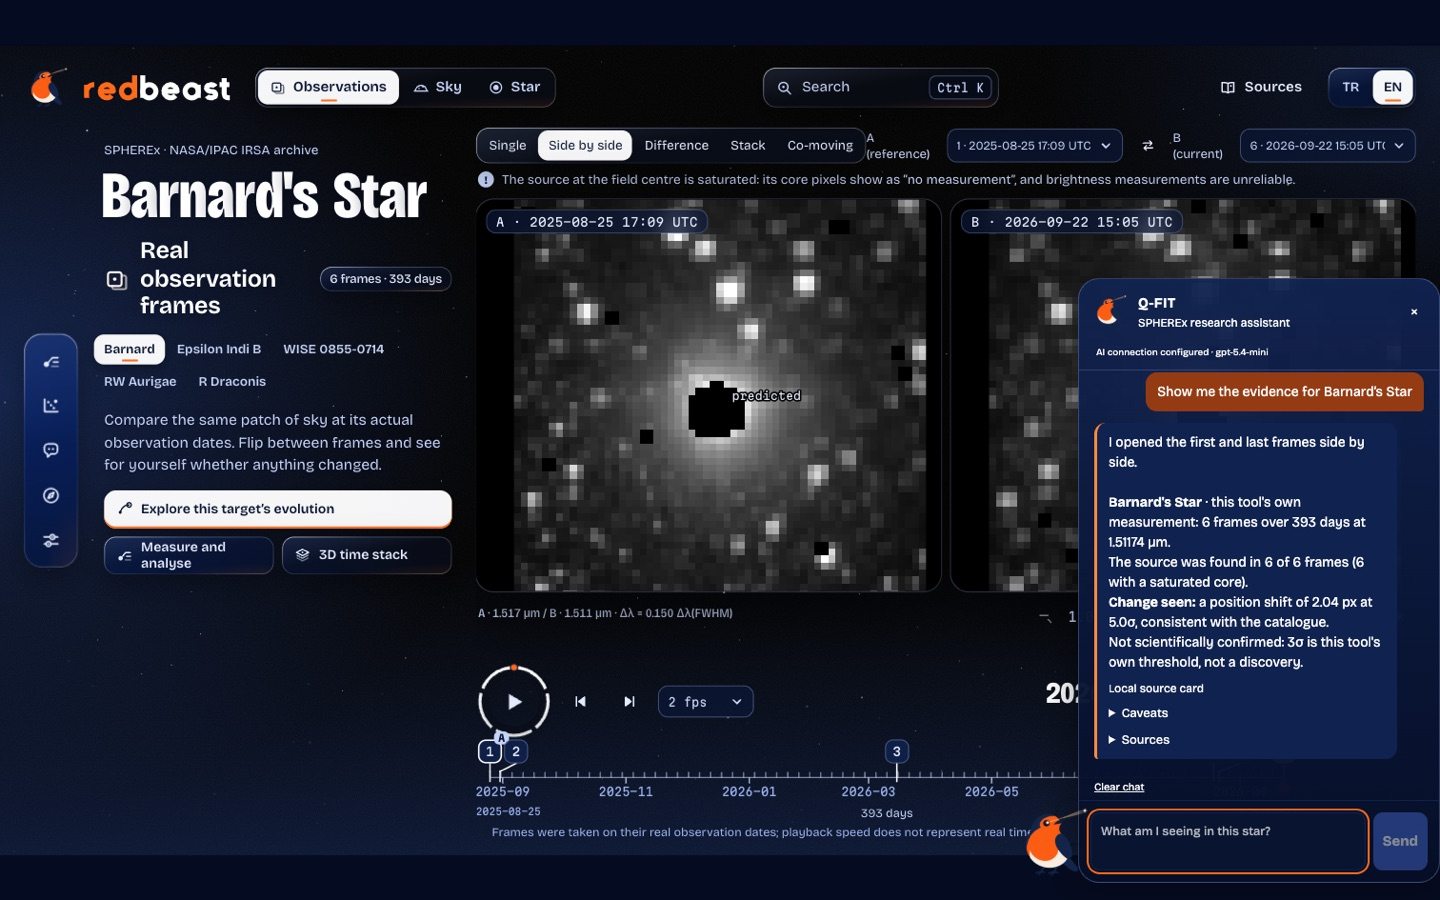 redbeast
Observations
Sky
Star
Search
Ctrl K
Sources
TR
EN
SPHEREx · NASA/IPAC IRSA archive
Barnard's Star
Real
observation
frames
6 frames · 393 days
Barnard
Epsilon Indi B
WISE 0855-0714
RW Aurigae
R Draconis
Compare the same patch of sky at its actual
observation dates. Flip between frames and see
for yourself whether anything changed.
Explore this target's evolution
Measure and
analyse
3D time stack
Single
Side by side
Difference
Stack
Co-moving
A
(reference)
1 · 2025-08-25 17:09 UTC
B
(current)
6 · 2026-09-22 15:05 UTC
The source at the field centre is saturated: its core pixels show as “no measurement”, and brightness measurements are unreliable.
A · 2025-08-25 17:09 UTC
predicted
B · 2026-09-22 15:05 UTC
A · 1.517 µm / B · 1.511 µm · Δλ = 0.150 Δλ(FWHM)
2 fps
A
1
2
3
2025-09
2025-11
2026-01
2026-03
2026-05
2025-08-25
393 days
Frames were taken on their real observation dates; playback speed does not represent real
Q-FIT
SPHEREx research assistant
×
AI connection configured · gpt-5.4-mini
Show me the evidence for Barnard's Star
I opened the first and last frames side by
side.
Barnard's Star · this tool's own
measurement: 6 frames over 393 days at
1.51174 µm.
The source was found in 6 of 6 frames (6
with a saturated core).
Change seen: a position shift of 2.04 px at
5.0σ, consistent with the catalogue.
Not scientifically confirmed: 3σ is this tool's
own threshold, not a discovery.
Local source card
Caveats
Sources
Clear chat
What am I seeing in this star?
Send